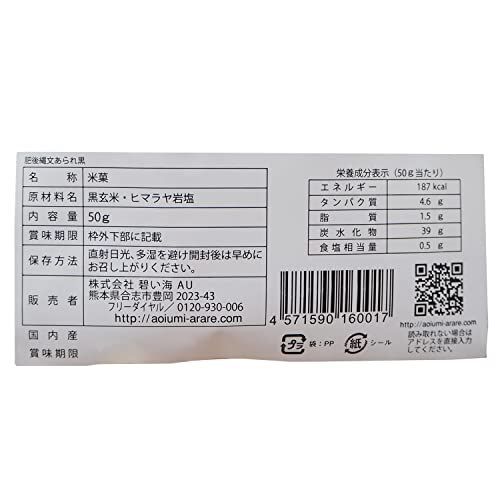 肥後縄文あられ黒
名称 米菓
原材料名 黒玄米・ヒマラヤ岩塩
内容量 50g
賞味期限 枠外下部に記載
保存方法 直射日光、多湿を避け開封後は早めに
お召し上がりください。
販売者 株式会社 碧い海 AU
熊本県合志市豊岡 2023-43
フリーダイヤル/ 0120-930-006
http://aoiumi-arare.com
国内産
賞味期限
栄養成分表示（50g当たり）
エネルギー 187 kcal
タンパク質 4.6 g
脂質 1.5 g
炭水化物 39 g
食塩相当量 0.5 g
4 571590 160017
プラ 袋：PP 紙 シール
http://aoiumi-arare.com
読み取れない場合は
アドレスを直接入力
してください。